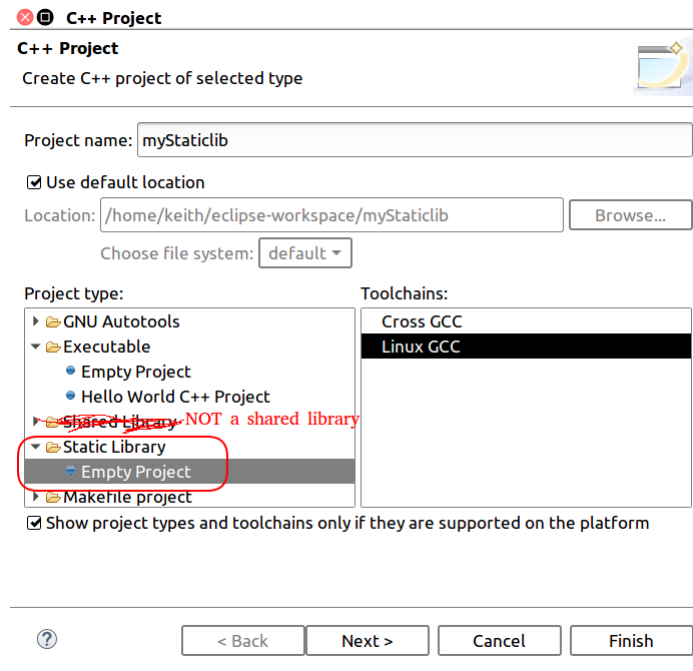 C++ Project
C++ Project
Create C++ project of selected type
Project name: myStaticlib
Use default location
Location: /home/keith/eclipse-workspace/myStaticlib Browse...
Choose file system: default
Project type: Toolchains:
GNU Autotools Cross GCC
Executable Linux GCC
Empty Project
Hello World C++ Project
Shared Library NOT a shared library
Static Library
Empty Project
Makefile project
Show project types and toolchains only if they are supported on the platform
? < Back Next > Cancel Finish